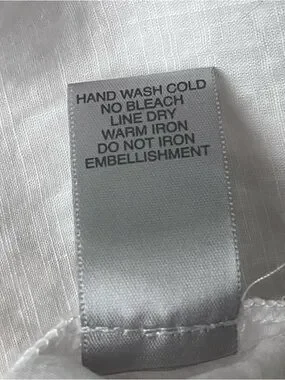 HAND WASH COLD
NO BLEACH
LINE DRY
WARM IRON
DO NOT IRON
EMBELLISHMENT